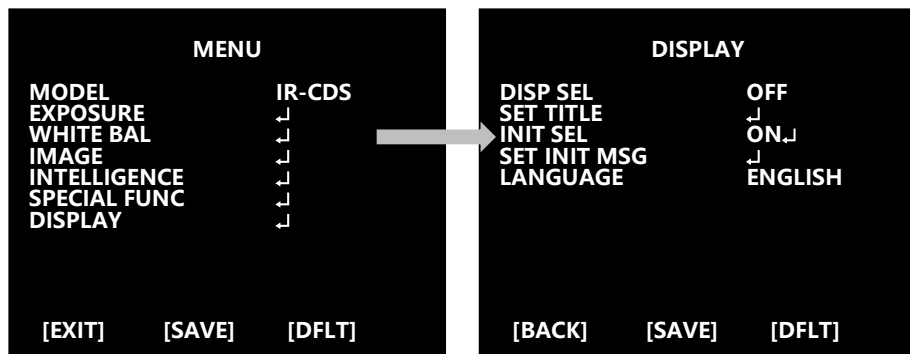 MENU
MODEL IR-CDS
EXPOSURE ↵
WHITE BAL ↵
IMAGE ↵
INTELLIGENCE ↵
SPECIAL FUNC ↵
DISPLAY ↵
[EXIT] [SAVE] [DFLT]
DISPLAY
DISP SEL OFF
SET TITLE ↵
INIT SEL ON↵
SET INIT MSG ↵
LANGUAGE ENGLISH
[BACK] [SAVE] [DFLT]